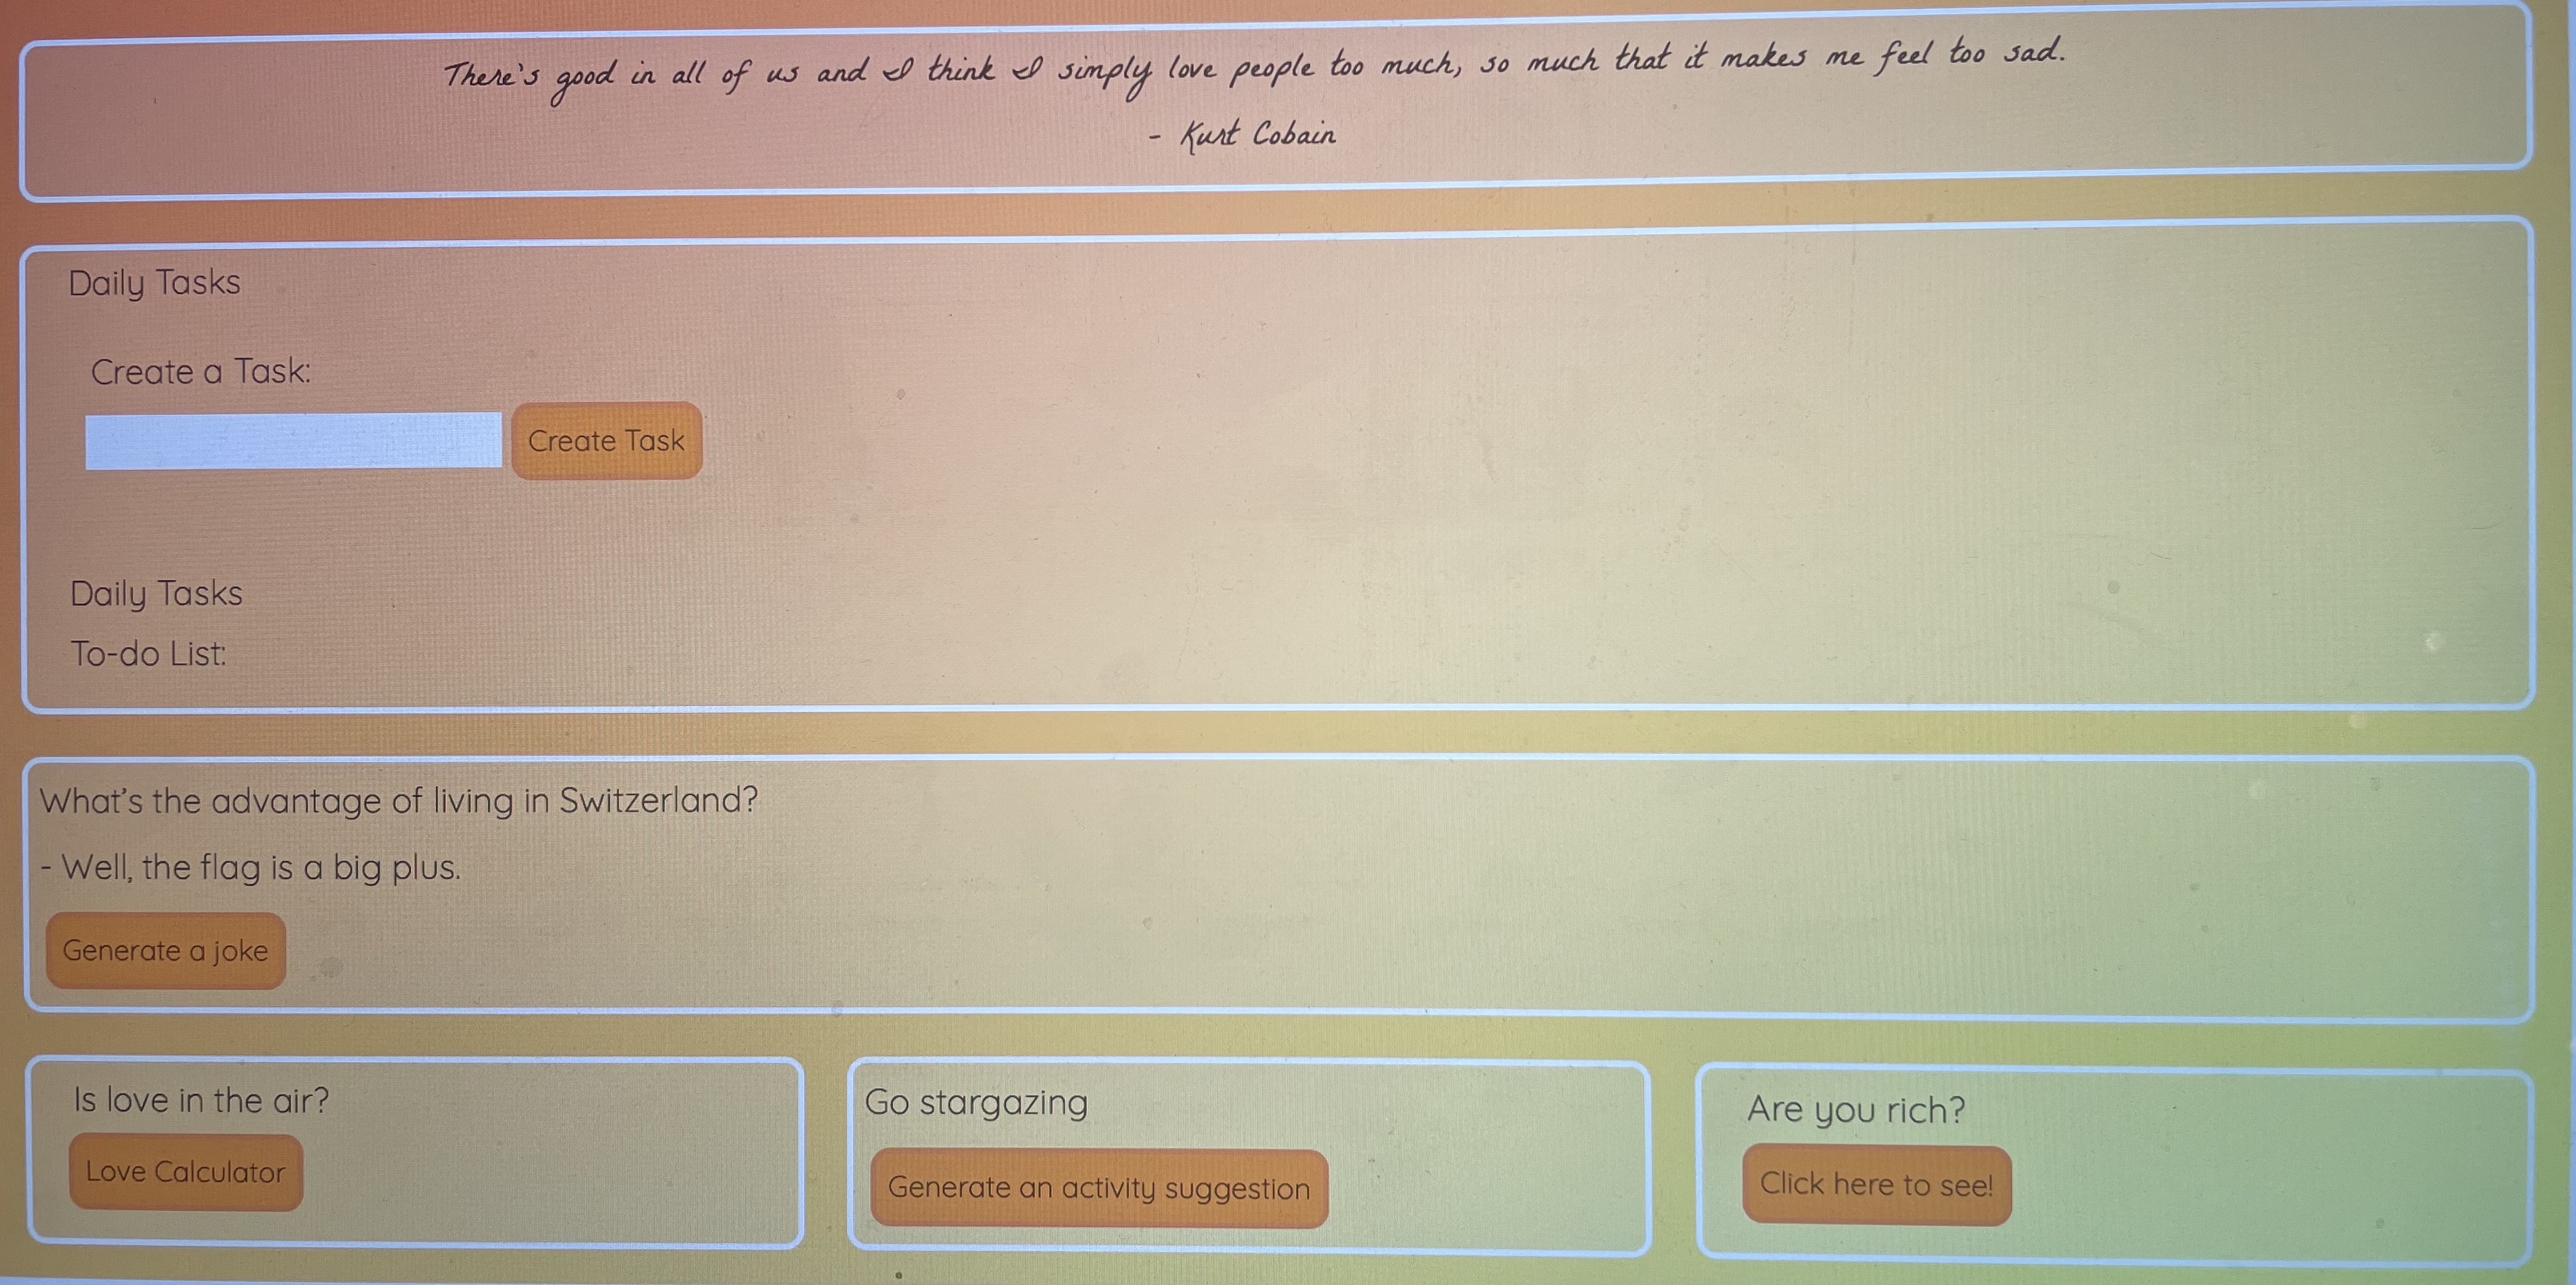 There's good in all of us and I think I simply love people too much, so much that it makes me feel too sad.
- Kurt Cobain
Daily Tasks
Create a Task:
Create Task
Daily Tasks
To-do List:
What's the advantage of living in Switzerland?
- Well, the flag is a big plus.
Generate a joke
Is love in the air?
Love Calculator
Go stargazing
Generate an activity suggestion
Are you rich?
Click here to see!